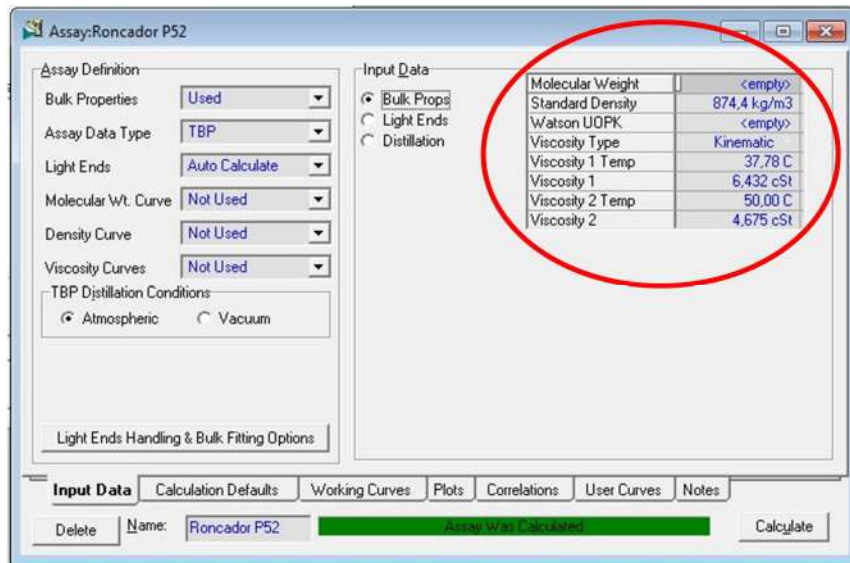 Assay:Roncador P52
Assay Definition
Bulk Properties Used
Assay Data Type TBP
Light Ends Auto Calculate
Molecular Wt. Curve Not Used
Density Curve Not Used
Viscosity Curves Not Used
TBP Distillation Conditions
Atmospheric Vacuum
Light Ends Handling & Bulk Fitting Options
Input Data
Bulk Props
Light Ends
Distillation
Molecular Weight <empty>
Standard Density 874,4 kg/m3
Watson UOPK <empty>
Viscosity Type Kinematic
Viscosity 1 Temp 37,78 C
Viscosity 1 6,432 cSt
Viscosity 2 Temp 50,00 C
Viscosity 2 4,675 cSt
Input Data Calculation Defaults Working Curves Plots Correlations User Curves Notes
Delete Name: Roncador P52 Assay Was Calculated Calculate